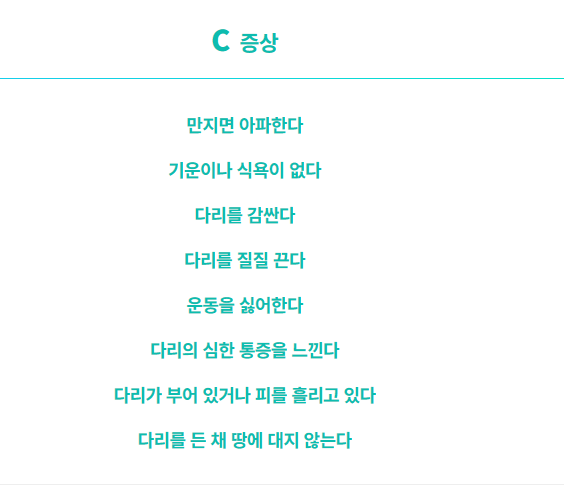 C 증상
만지면 아파한다
기운이나 식욕이 없다
다리를 감싼다
다리를 질질 끈다
운동을 싫어한다
다리의 심한 통증을 느낀다
다리가 부어 있거나 피를 흘리고 있다
다리를 든 채 땅에 대지 않는다